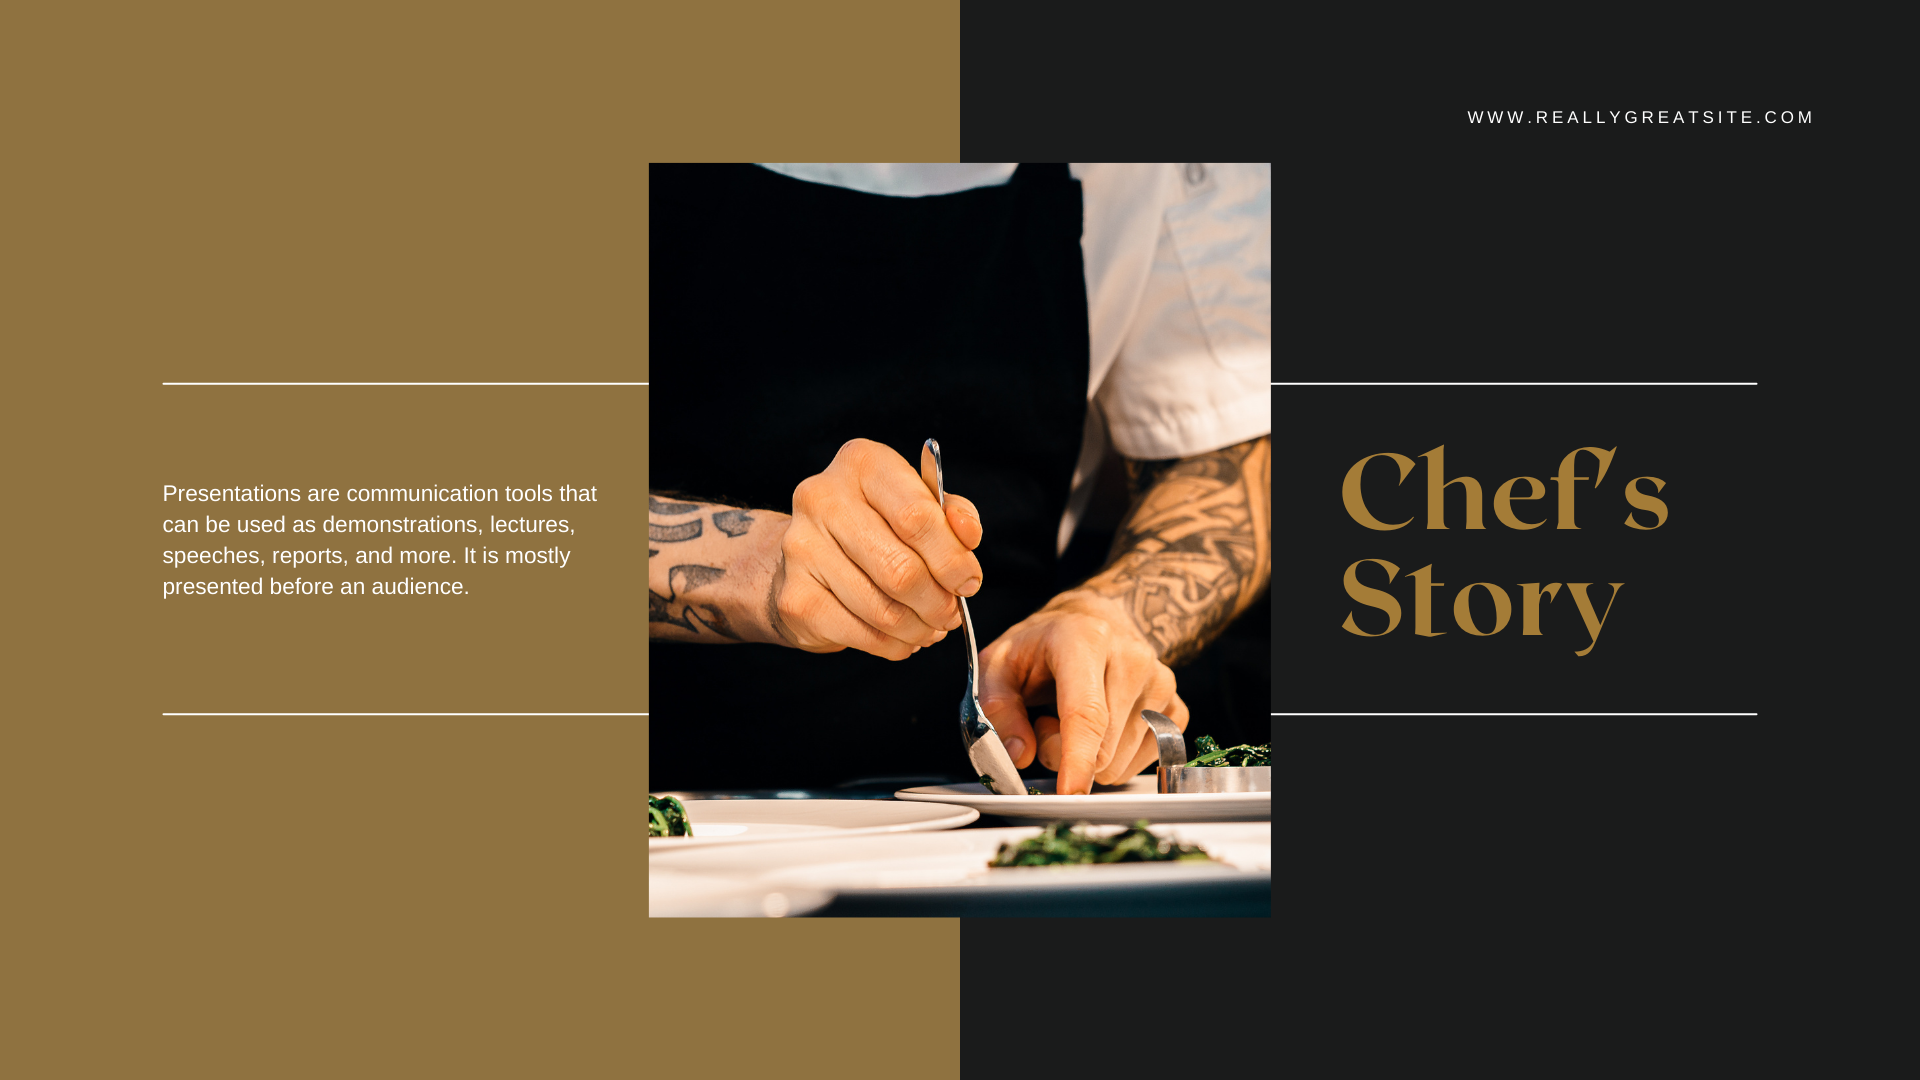 WWW.REALLYGREATSITE.COM
Presentations are communication tools that
can be used as demonstrations, lectures,
speeches, reports, and more. It is mostly
presented before an audience.
Chef's
Story